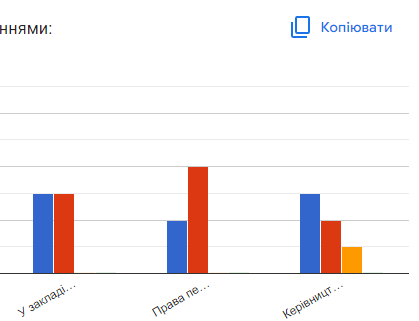 ннями:
Копіювати
У закладі…
Права пе…
Керівницт…